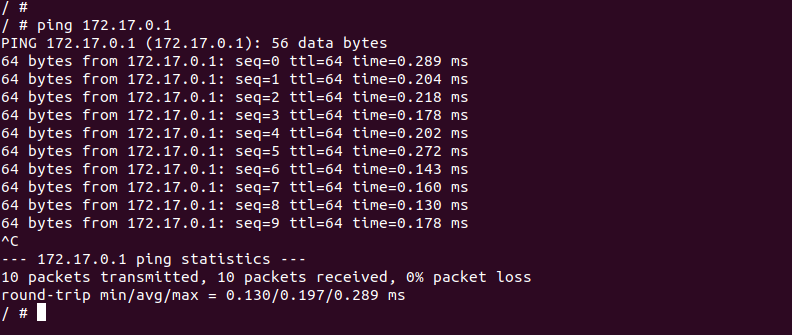 / #
/ # ping 172.17.0.1
PING 172.17.0.1 (172.17.0.1): 56 data bytes
64 bytes from 172.17.0.1: seq=0 ttl=64 time=0.289 ms
64 bytes from 172.17.0.1: seq=1 ttl=64 time=0.204 ms
64 bytes from 172.17.0.1: seq=2 ttl=64 time=0.218 ms
64 bytes from 172.17.0.1: seq=3 ttl=64 time=0.178 ms
64 bytes from 172.17.0.1: seq=4 ttl=64 time=0.202 ms
64 bytes from 172.17.0.1: seq=5 ttl=64 time=0.272 ms
64 bytes from 172.17.0.1: seq=6 ttl=64 time=0.143 ms
64 bytes from 172.17.0.1: seq=7 ttl=64 time=0.160 ms
64 bytes from 172.17.0.1: seq=8 ttl=64 time=0.130 ms
64 bytes from 172.17.0.1: seq=9 ttl=64 time=0.178 ms
^C
--- 172.17.0.1 ping statistics ---
10 packets transmitted, 10 packets received, 0% packet loss
round-trip min/avg/max = 0.130/0.197/0.289 ms
/ #